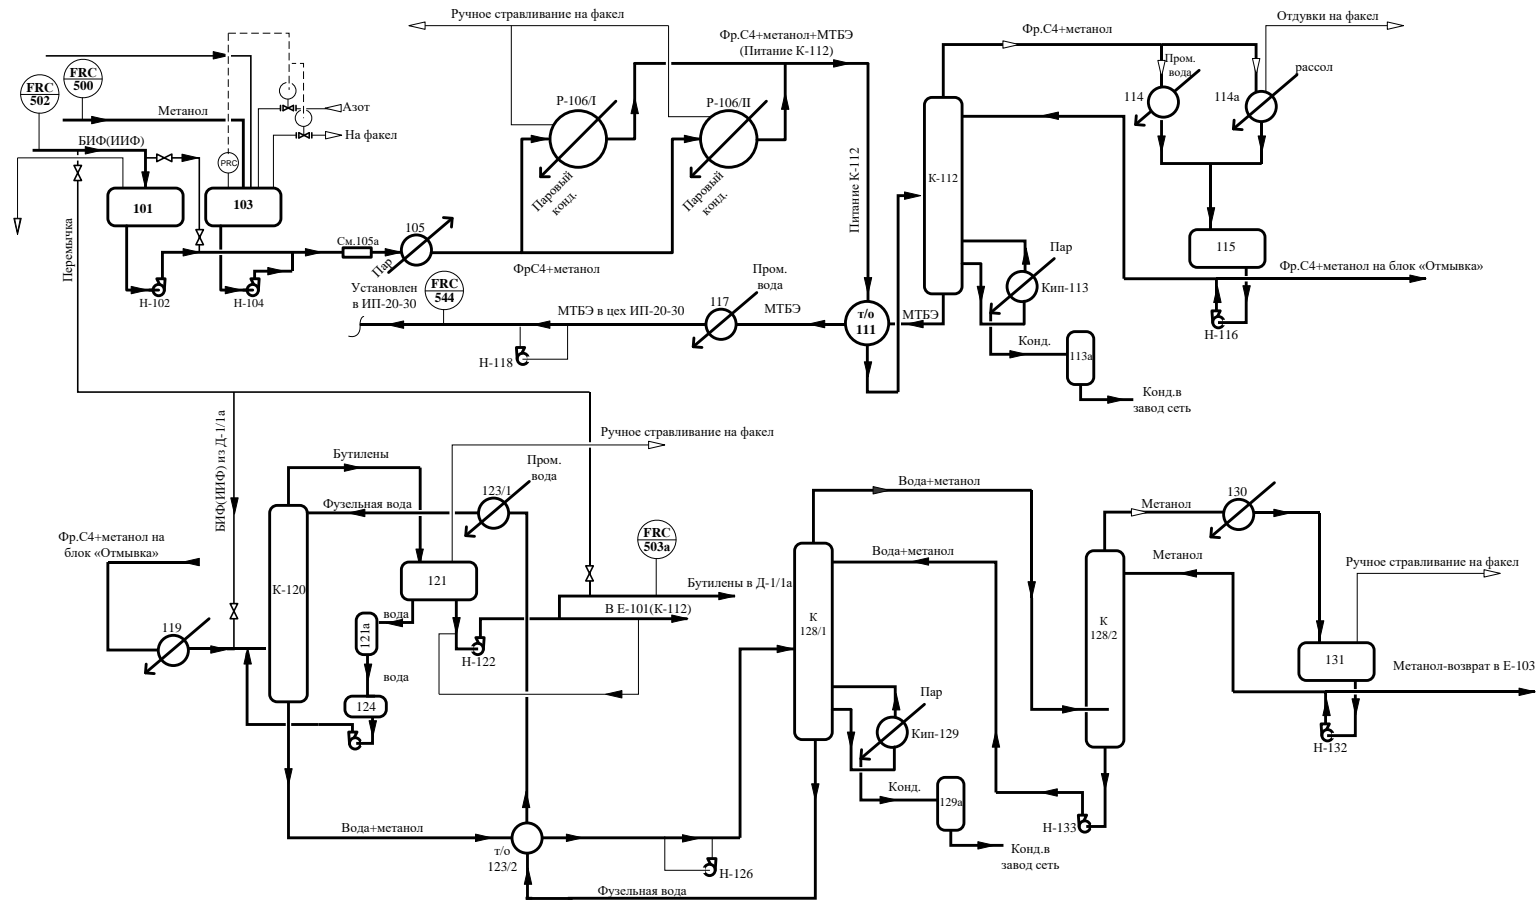 Ручное стравливание на факел
Фр.С4+метанол+МТБЭ
(Питание К-112)
Фр.С4+метанол
Отдувки на факел
FRC
500
FRC
502
Пром.
вода
рассол
114
114а
Метанол
Азот
На факел
БИФ(ИИФ)
PRC
Р-106/I
Р-106/II
Паровый
конд.
Паровый
конд.
Питание К-112
К-112
101
103
Перемычка
105
См.105а
Пар
ФрС4+метанол
Н-102
Н-104
115
Фр.С4+метанол на блок «Отмывка»
Н-116
Пар
Кип-113
Установлен
в ИП-20-30
FRC
544
МТБЭ в цех ИП-20-30
Пром.
вода
117
МТБЭ
т/о
111
МТБЭ
Н-118
Конд.
113а
Конд.в
завод сеть
БИФ(ИИФ) из Д-1/1а
Ручное стравливание на факел
Бутилены
Пром.
вода
123/1
Фузельная вода
Фр.С4+метанол на
блок «Отмывка»
К-120
121
FRC
503а
Бутилены в Д-1/1а
В Е-101(К-112)
вода
121а
119
Н-122
вода
124
Вода+метанол
т/о
123/2
Н-126
Фузельная вода
Вода+метанол
Вода+метанол
К
128/1
Пар
Кип-129
Конд.
129а
Конд.в
завод сеть
Метанол
130
Метанол
К
128/2
Ручное стравливание на факел
131
Метанол-возврат в Е-103
Н-132
Н-133